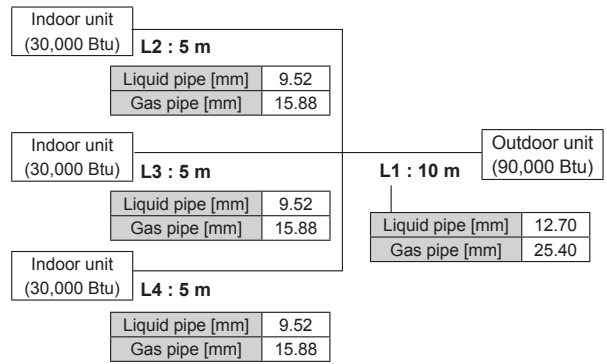 Indoor unit
(30,000 Btu)
L2 : 5 m
Liquid pipe [mm] 9.52
Gas pipe [mm] 15.88
Indoor unit
(30,000 Btu)
L3 : 5 m
Liquid pipe [mm] 9.52
Gas pipe [mm] 15.88
Outdoor unit
(90,000 Btu)
L1 : 10 m
Liquid pipe [mm] 12.70
Gas pipe [mm] 25.40
Indoor unit
(30,000 Btu)
L4 : 5 m
Liquid pipe [mm] 9.52
Gas pipe [mm] 15.88